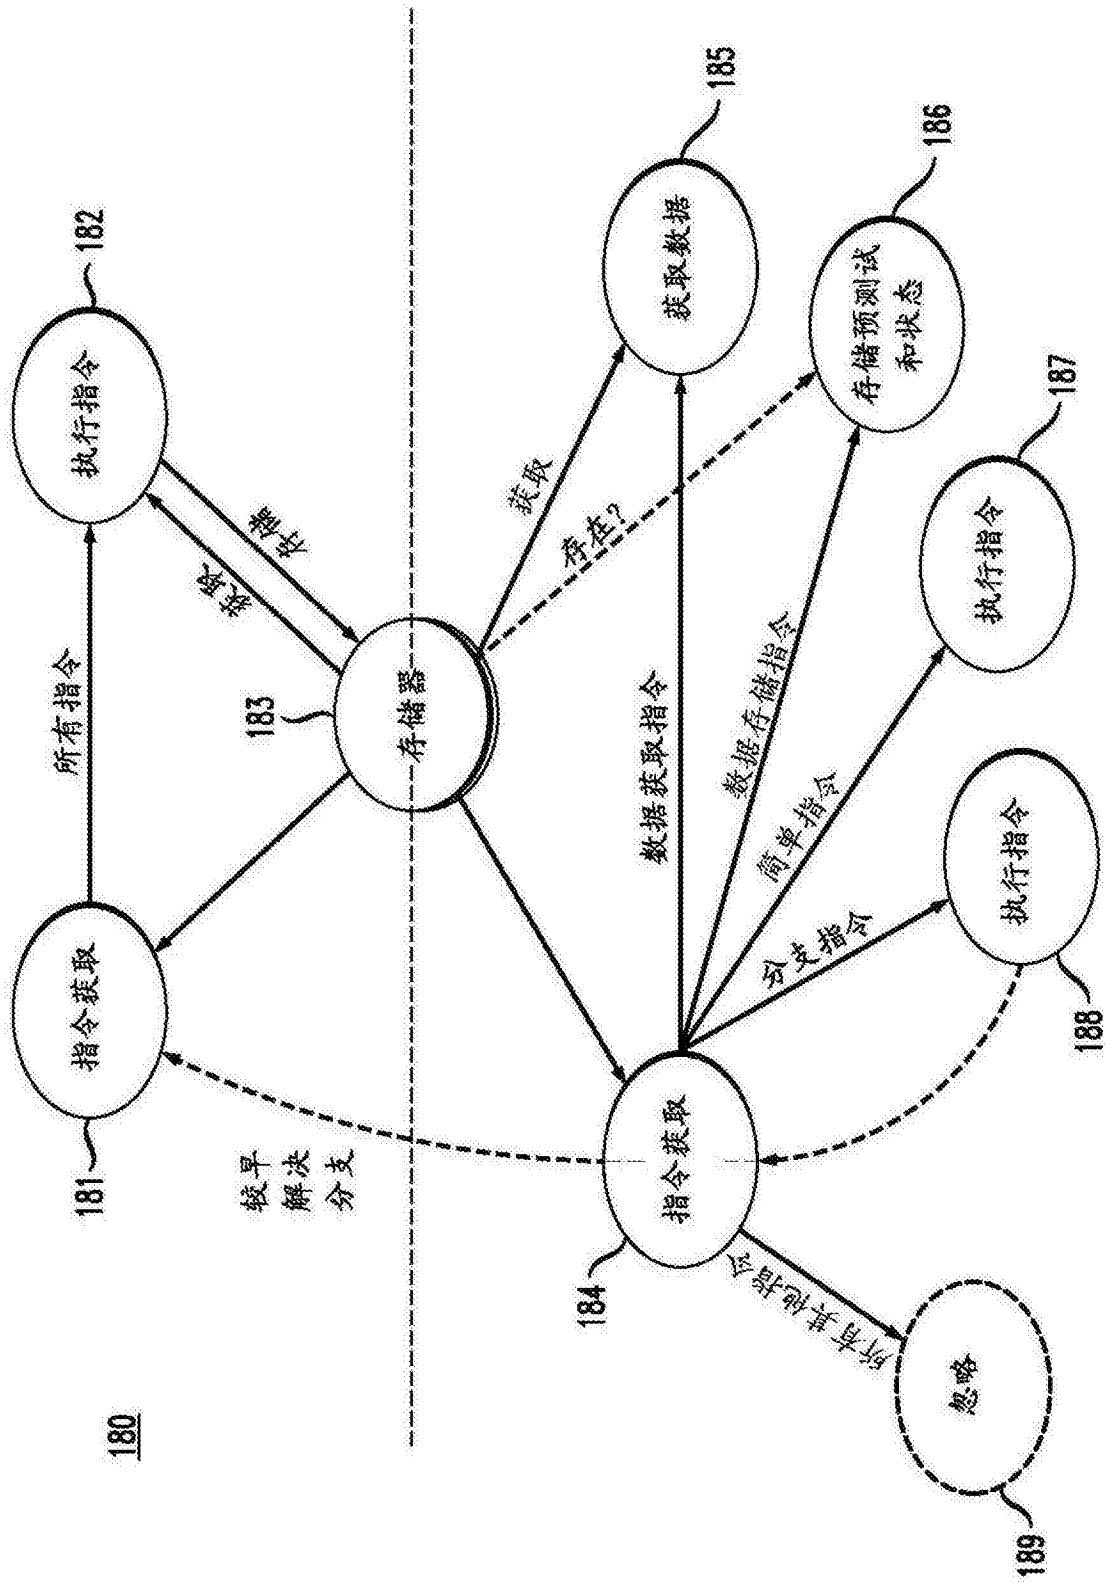 180
181
指令获取
所有指令
执行指令
182
获取
存储
183
存储器
较早
解决
分支
184
指令获取
数据获取指令
获取
获取数据
185
存在?
数据存储指令
存储预测试
和状态
186
简单指令
执行指令
187
分支指令
执行指令
188
所有其他指令
忽略
189